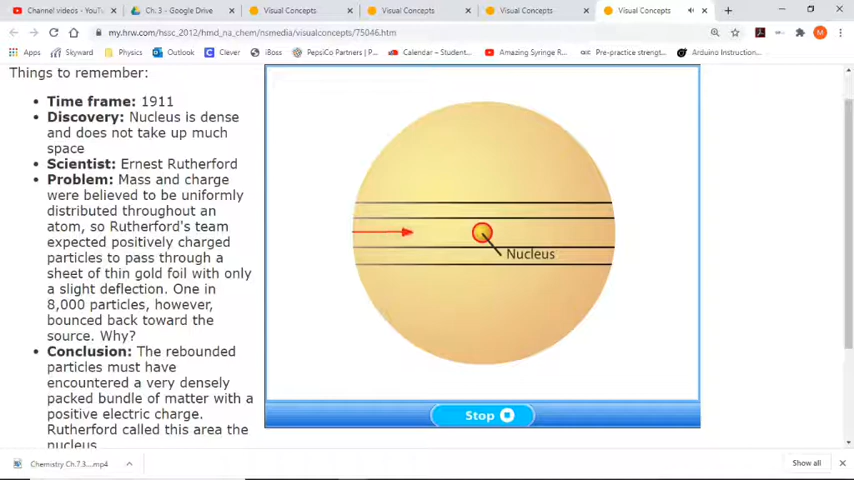 Channel videos - YouT
Ch. 3 - Google Drive
Visual Concepts
Visual Concepts
Visual Concepts
Visual Concepts
my.hrw.com/hssc_2012/hmd_na_chem/nsmedia/visualconcepts/75046.htm
Apps
Skyward
Physics
Outlook
Clever
iBoss
PepsiCo Partners | P...
Calendar – Student...
Amazing Syringe R...
Pre-practice strengt...
Arduino Instruction...
Things to remember:
Time frame: 1911
Discovery: Nucleus is dense
and does not take up much
space
Scientist: Ernest Rutherford
Problem: Mass and charge
were believed to be uniformly
distributed throughout an
atom, so Rutherford's team
expected positively charged
particles to pass through a
sheet of thin gold foil with only
a slight deflection. One in
8,000 particles, however,
bounced back toward the
source. Why?
Conclusion: The rebounded
particles must have
encountered a very densely
packed bundle of matter with a
positive electric charge.
Rutherford called this area the
nucleus
Nucleus
Stop
Chemistry Ch.7.3....mp4
Show all